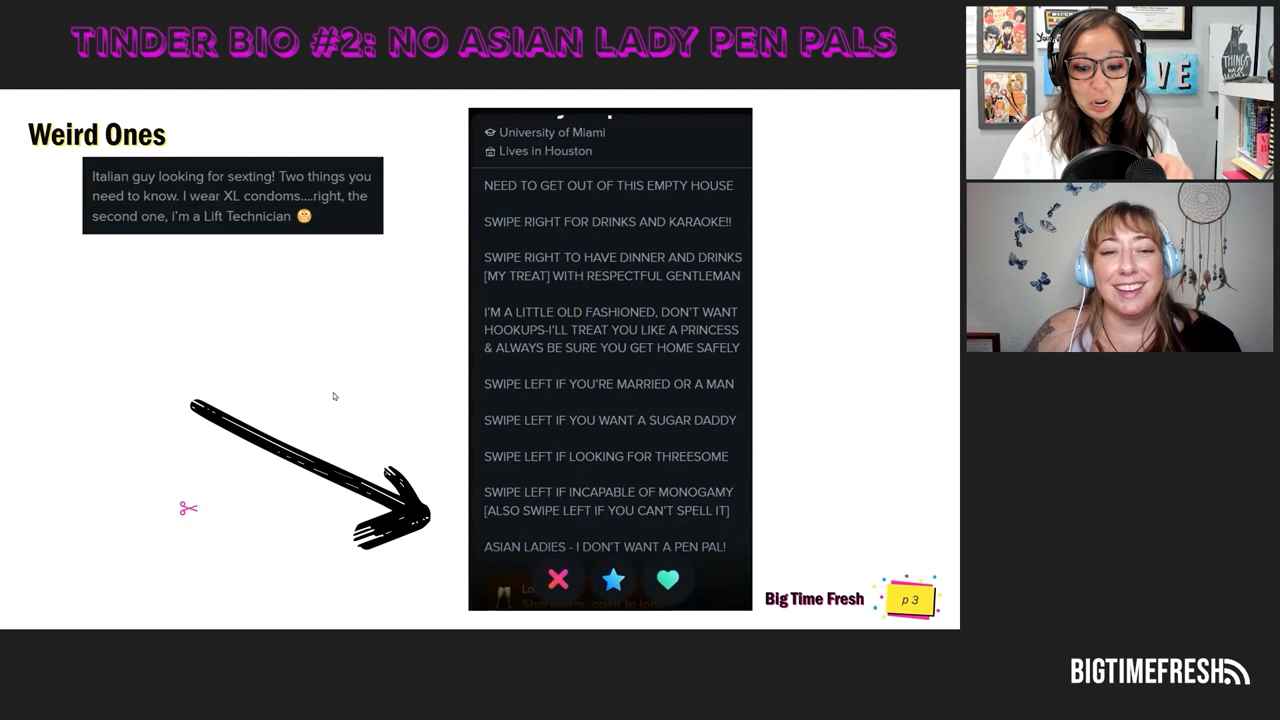 TINDER BIO #2: NO ASIAN LADY PEN PALS
Weird Ones
Italian guy looking for sexting! Two things you
need to know. I wear XL condoms....right, the
second one, i'm a Lift Technician
University of Miami
Lives in Houston
NEED TO GET OUT OF THIS EMPTY HOUSE
SWIPE RIGHT FOR DRINKS AND KARAOKE!!
SWIPE RIGHT TO HAVE DINNER AND DRINKS
[MY TREAT] WITH RESPECTFUL GENTLEMAN
I'M A LITTLE OLD FASHIONED, DON'T WANT
HOOKUPS-I'LL TREAT YOU LIKE A PRINCESS
& ALWAYS BE SURE YOU GET HOME SAFELY
SWIPE LEFT IF YOU'RE MARRIED OR A MAN
SWIPE LEFT IF YOU WANT A SUGAR DADDY
SWIPE LEFT IF LOOKING FOR THREESOME
SWIPE LEFT IF INCAPABLE OF MONOGAMY
[ALSO SWIPE LEFT IF YOU CAN'T SPELL IT]
ASIAN LADIES - I DON'T WANT A PEN PAL!
Big Time Fresh
p 3
THINGS
BIGTIMEFRESH